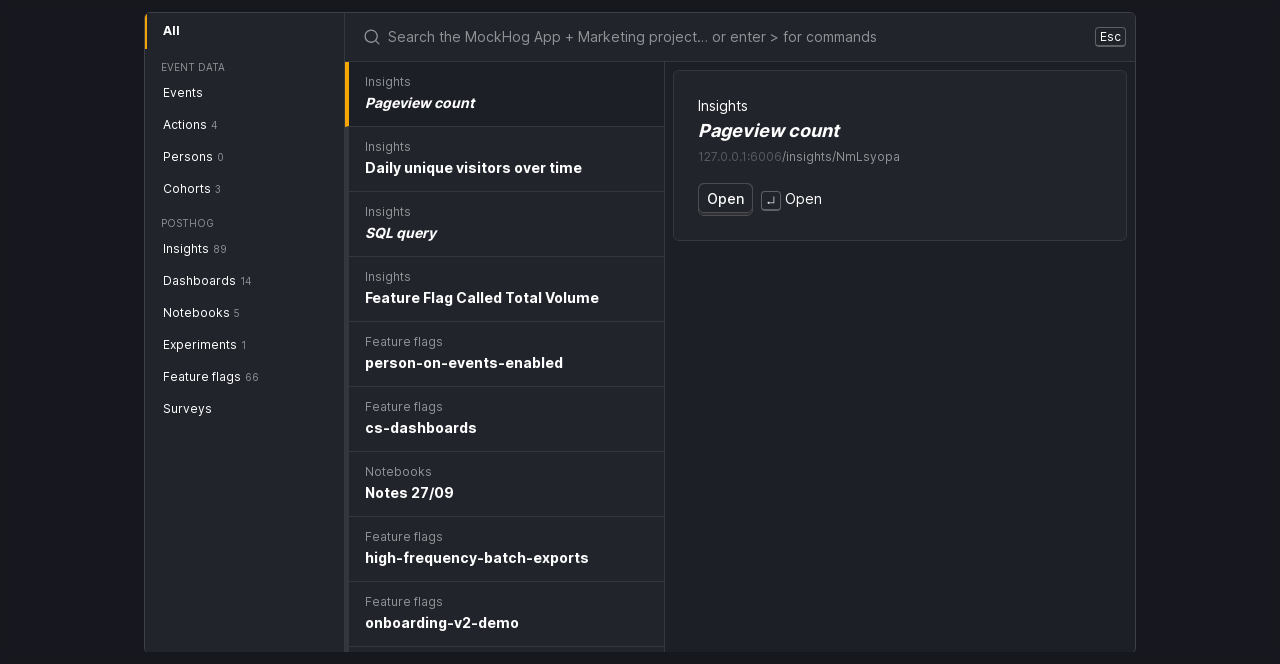 All
EVENT DATA
Events
Actions 4
Persons 0
Cohorts 3
POSTHOG
Insights 89
Dashboards 14
Notebooks 5
Experiments 1
Feature flags 66
Surveys
Search the MockHog App + Marketing project... or enter > for commands
Esc
Insights
Pageview count
Insights
Daily unique visitors over time
Insights
SQL query
Insights
Feature Flag Called Total Volume
Feature flags
person-on-events-enabled
Feature flags
cs-dashboards
Notebooks
Notes 27/09
Feature flags
high-frequency-batch-exports
Feature flags
onboarding-v2-demo
Insights
Pageview count
127.0.0.1:6006/insights/NmLsyopa
Open ↵ Open